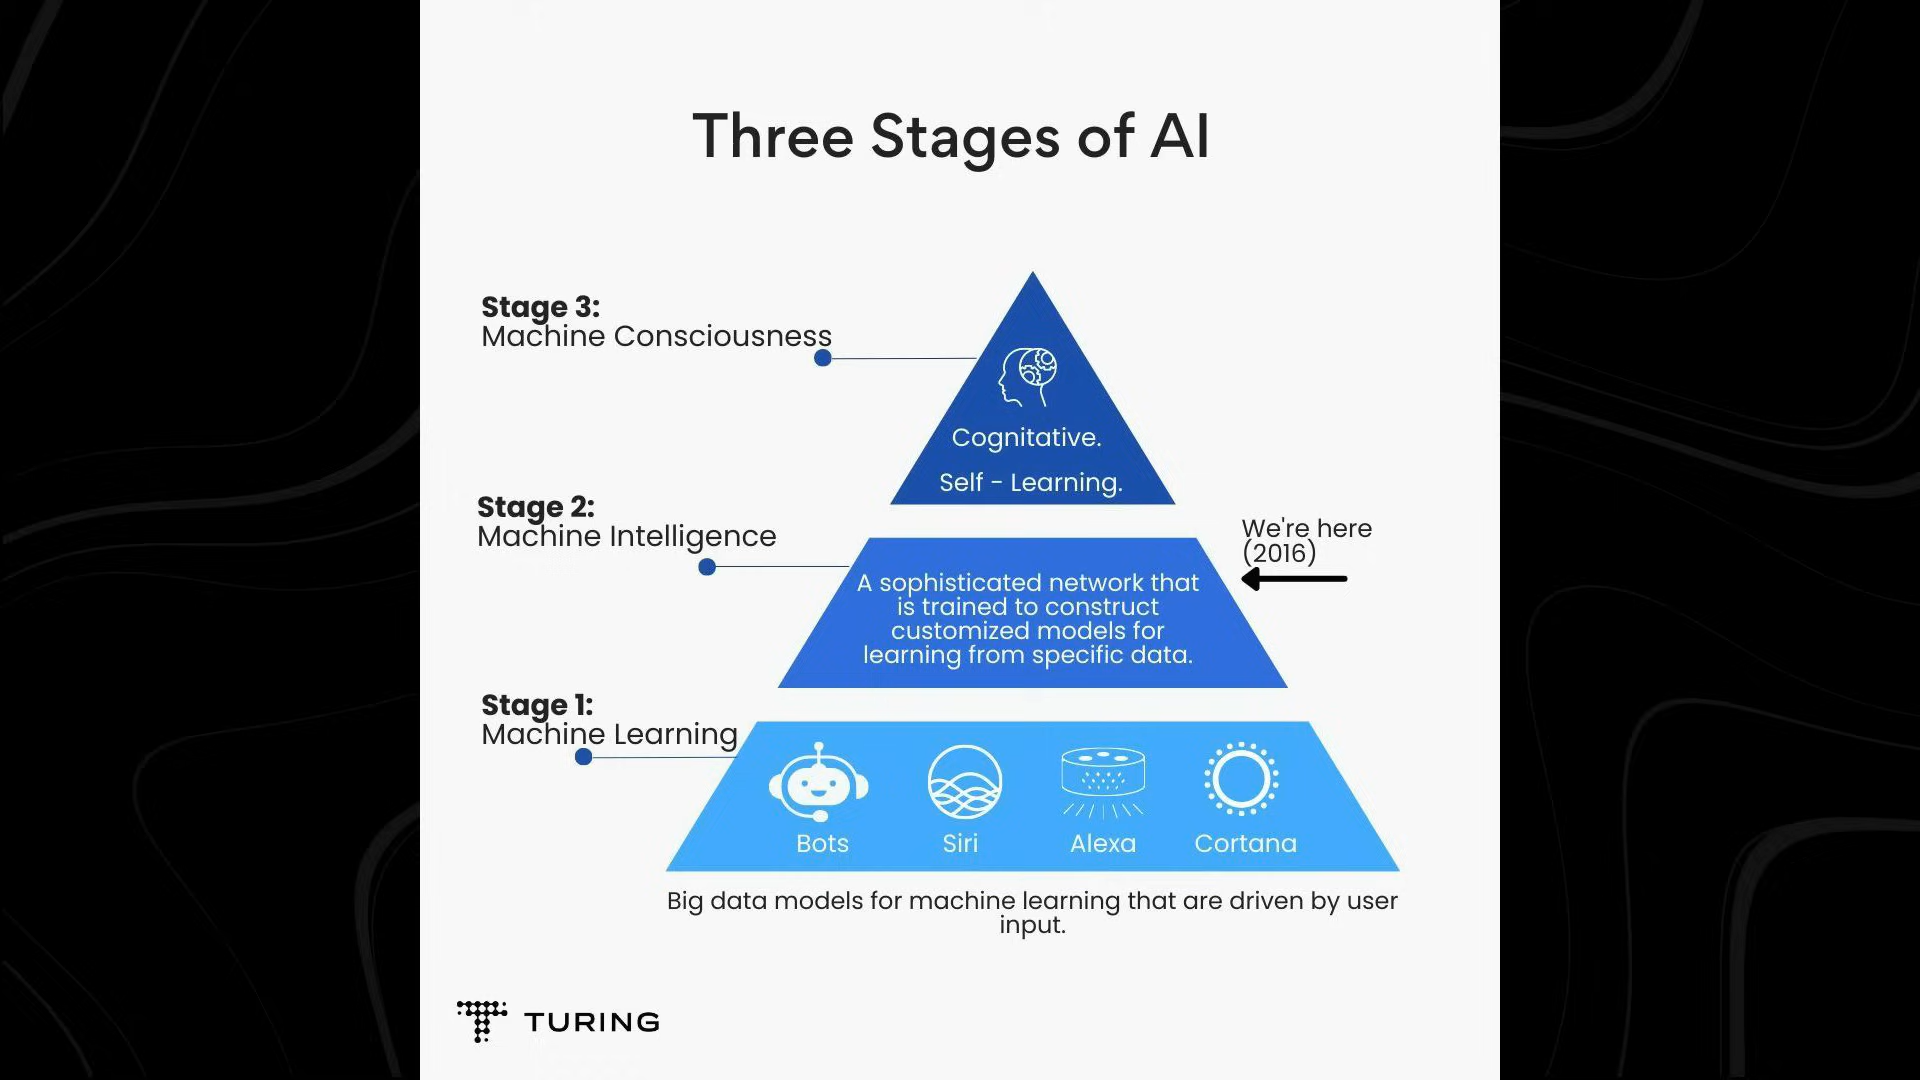 Three Stages of AI
Stage 3:
Machine Consciousness
Cognitative.
Self - Learning.
Stage 2:
Machine Intelligence
We're here
(2016)
A sophisticated network that
is trained to construct
customized models for
learning from specific data.
Stage 1:
Machine Learning
Bots
Siri
Alexa
Cortana
Big data models for machine learning that are driven by user
input.
TURING